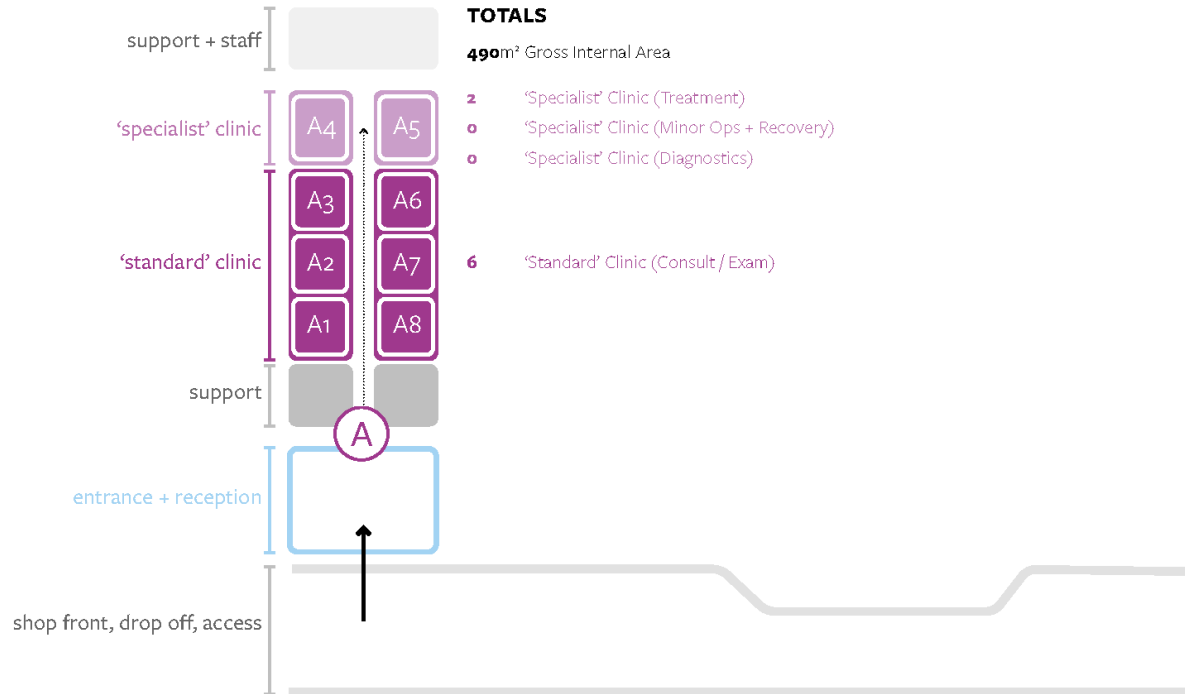 support + staff
TOTALS
490m² Gross Internal Area
'specialist' clinic
A4
A5
2 'Specialist' Clinic (Treatment)
0 'Specialist' Clinic (Minor Ops + Recovery)
0 'Specialist' Clinic (Diagnostics)
A3
A6
'standard' clinic
A2
A7
6 'Standard' Clinic (Consult / Exam)
A1
A8
support
A
entrance + reception
shop front, drop off, access